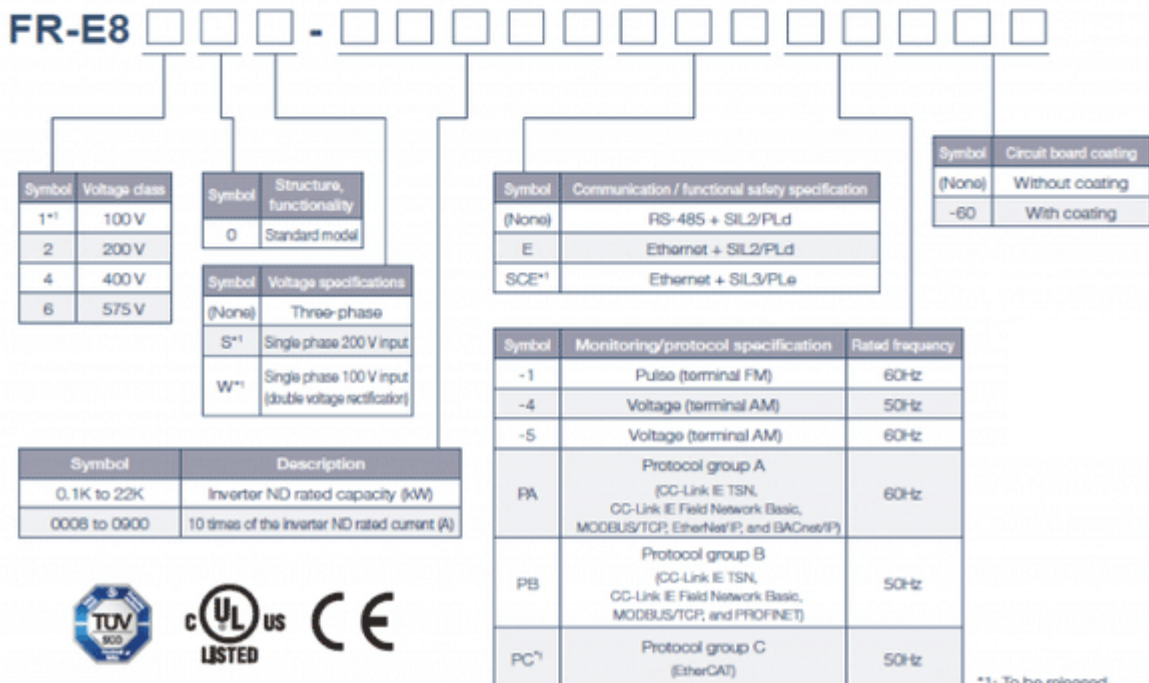 FR-E8 □ □ □ - □ □ □ □ □ □ □ □ □ □ □ □ □
Symbol Voltage class
1*1 100 V
2 200 V
4 400 V
6 575 V
Symbol Structure, functionality
0 Standard model
Symbol Voltage specifications
(None) Three-phase
S*1 Single phase 200 V input
W*1 Single phase 100 V input
(double voltage rectification)
Symbol Description
0.1K to 22K Inverter ND rated capacity (kW)
0008 to 0900 10 times of the inverter ND rated current (A)
Symbol Communication / functional safety specification
(None) RS-485 + SIL2/PLd
E Ethernet + SIL2/PLd
SCE*1 Ethernet + SIL3/PLe
Symbol Monitoring/protocol specification Rated frequency
-1 Pulse (terminal FM) 60Hz
-4 Voltage (terminal AM) 50Hz
-5 Voltage (terminal AM) 60Hz
PA Protocol group A
(CC-Link IE TSN,
CC-Link IE Field Network Basic,
MODBUS/TCP, EtherNet/IP, and BACnet/IP) 60Hz
PB Protocol group B
(CC-Link IE TSN,
CC-Link IE Field Network Basic,
MODBUS/TCP, and PROFINET) 50Hz
PC*1 Protocol group C
(EtherCAT) 50Hz
Symbol Circuit board coating
(None) Without coating
-60 With coating
TÜV
C UL US
LISTED
CE
*1: To be released